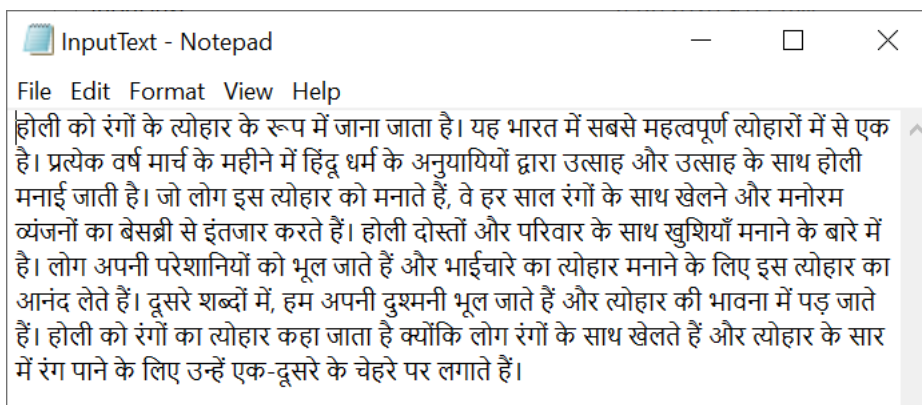 InputText - Notepad
File Edit Format View Help
होली को रंगों के त्योहार के रूप में जाना जाता है। यह भारत में सबसे महत्वपूर्ण त्योहारों में से एक
है। प्रत्येक वर्ष मार्च के महीने में हिंदू धर्म के अनुयायियों द्वारा उत्साह और उत्साह के साथ होली
मनाई जाती है। जो लोग इस त्योहार को मनाते हैं, वे हर साल रंगों के साथ खेलने और मनोरम
व्यंजनों का बेसब्री से इंतजार करते हैं। होली दोस्तों और परिवार के साथ खुशियाँ मनाने के बारे में
है। लोग अपनी परेशानियों को भूल जाते हैं और भाईचारे का त्योहार मनाने के लिए इस त्योहार का
आनंद लेते हैं। दूसरे शब्दों में, हम अपनी दुश्मनी भूल जाते हैं और त्योहार की भावना में पड़ जाते
हैं। होली को रंगों का त्योहार कहा जाता है क्योंकि लोग रंगों के साथ खेलते हैं और त्योहार के सार
में रंग पाने के लिए उन्हें एक-दूसरे के चेहरे पर लगाते हैं।